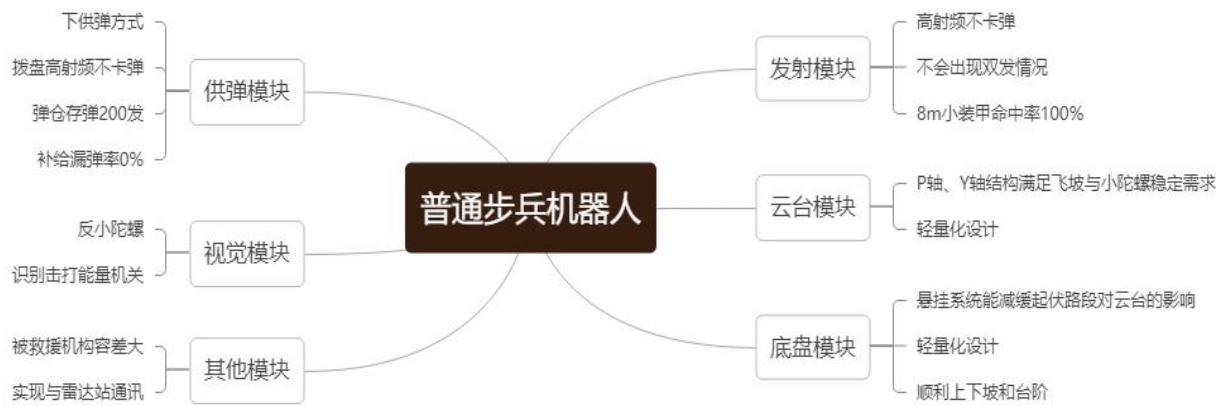 普通步兵机器人
供弹模块
下供弹方式
拨盘高射频不卡弹
弹仓存弹200发
补给漏弹率0%
视觉模块
反小陀螺
识别击打能量机关
其他模块
被救援机构容差大
实现与雷达站通讯
发射模块
高射频不卡弹
不会出现双发情况
8m小装甲命中率100%
云台模块
P轴、Y轴结构满足飞坡与小陀螺稳定需求
轻量化设计
底盘模块
悬挂系统能减缓起伏路段对云台的影响
轻量化设计
顺利上下坡和台阶